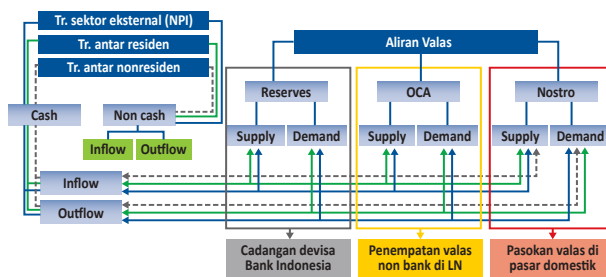 Tr. sektor eksternal (NPI)
Tr. antar residen
Tr. antar nonresiden
Aliran Valas
Reserves
OCA
Nostro
Cash
Non cash
Supply
Demand
Supply
Demand
Supply
Demand
Inflow
Outflow
Inflow
Outflow
Cadangan devisa
Bank Indonesia
Penempatan valas
non bank di LN
Pasokan valas di
pasar domestik